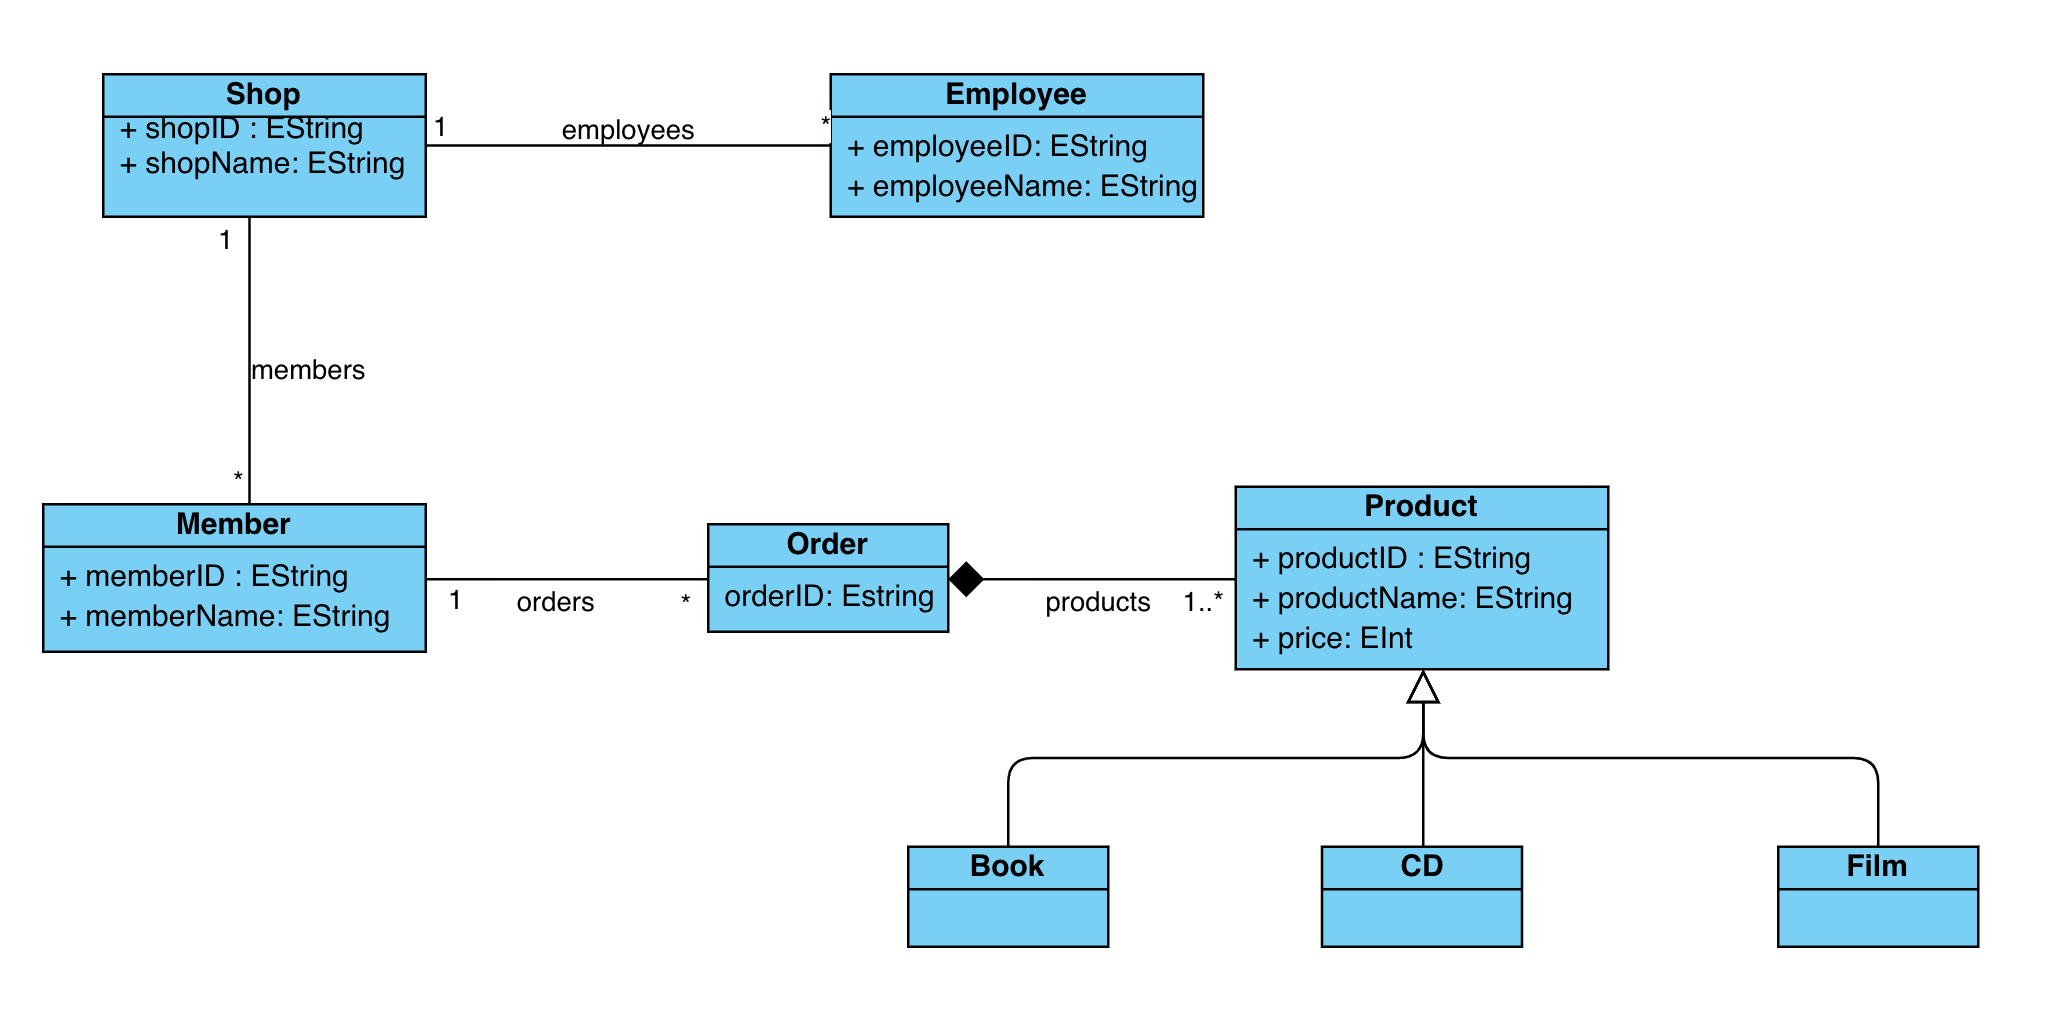 Shop
+ shopID : EString
+ shopName: EString
1
employees
*
Employee
+ employeeID: EString
+ employeeName: EString
1
members
*
Member
+ memberID : EString
+ memberName: EString
1
orders
*
Order
orderID: Estring
products
1..*
Product
+ productID : EString
+ productName: EString
+ price: EInt
Book
CD
Film